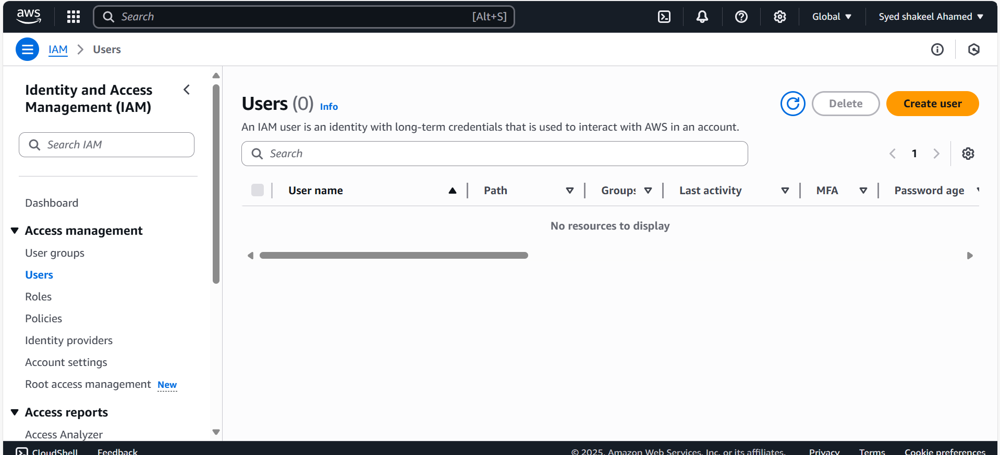 aws
Search [Alt+S]
Global
Syed shakeel Ahamed
IAM
Users
Identity and Access
Management (IAM)
Search IAM
Dashboard
Access management
User groups
Users
Roles
Policies
Identity providers
Account settings
Root access management New
Access reports
Access Analyzer
Users (0) Info
Delete
Create user
An IAM user is an identity with long-term credentials that is used to interact with AWS in an account.
Search
1
User name Path Groups Last activity MFA Password age
No resources to display
CloudShell Feedback © 2025, Amazon Web Services, Inc. or its affiliates. Privacy Terms Cookie preferences